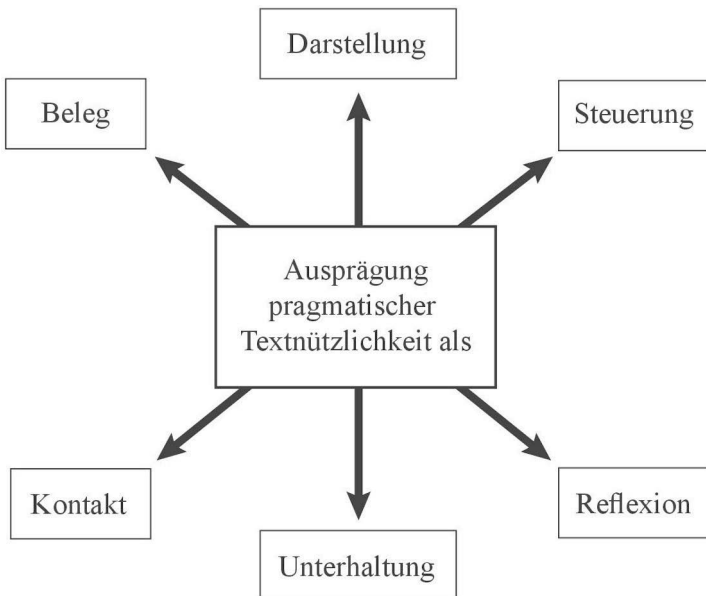 Darstellung
Beleg
Steuerung
Ausprägung
pragmatischer
Textnützlichkeit als
Kontakt
Reflexion
Unterhaltung